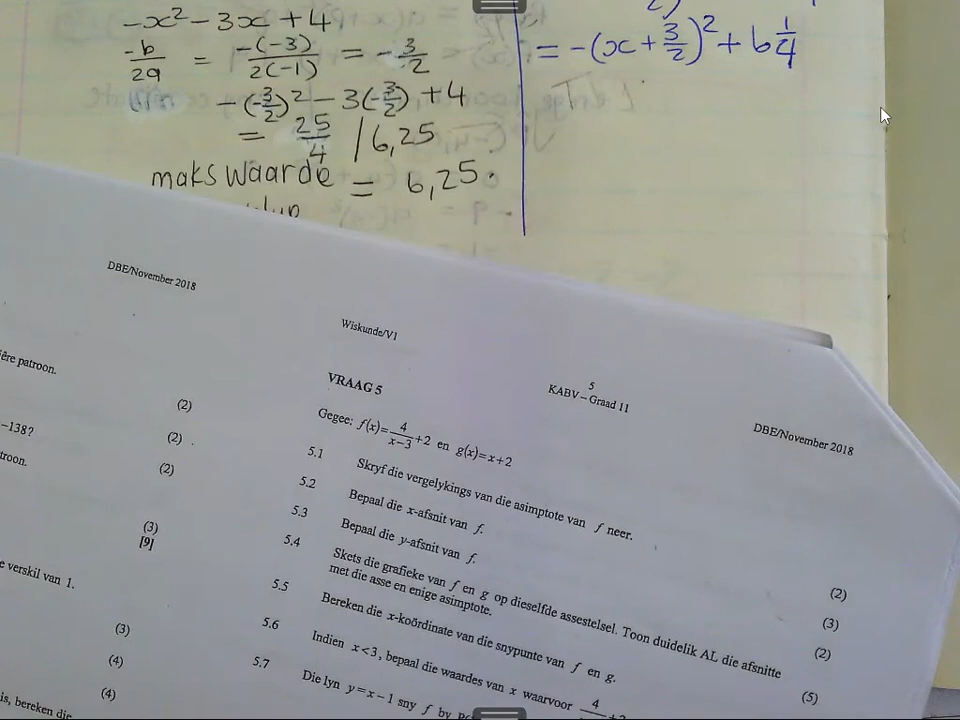 -x² - 3x + 4
-b/2a = -(-3)/2(-1) = -3/2
-(-3/2)² - 3(-3/2) + 4
= 25/4 / 6,25
maks waarde = 6,25.
= -(x + 3/2)² + 6 1/4
DBE/November 2018
êre patroon.
(2)
-138?
(2)
troon.
(2)
(3)
[9]
e verskil van 1.
(3)
(4)
is, bereken die
(4)
Wiskunde/V1
5
KABV – Graad 11
DBE/November 2018
VRAAG 5
Gegee: f(x)=4/(x-3)+2 en g(x)=x+2
5.1 Skryf die vergelykings van die asimptote van f neer.
(2)
5.2 Bepaal die x-afsnit van f.
(3)
5.3 Bepaal die y-afsnit van f.
(2)
5.4 Skets die grafieke van f en g op dieselfde assestelsel. Toon duidelik AL die afsnitte
met die asse en enige asimptote.
(5)
5.5 Bereken die x-koördinate van die snypunte van f en g.
5.6 Indien x<3, bepaal die waardes van x waarvoor 4
5.7 Die lyn y=x-1 sny f by